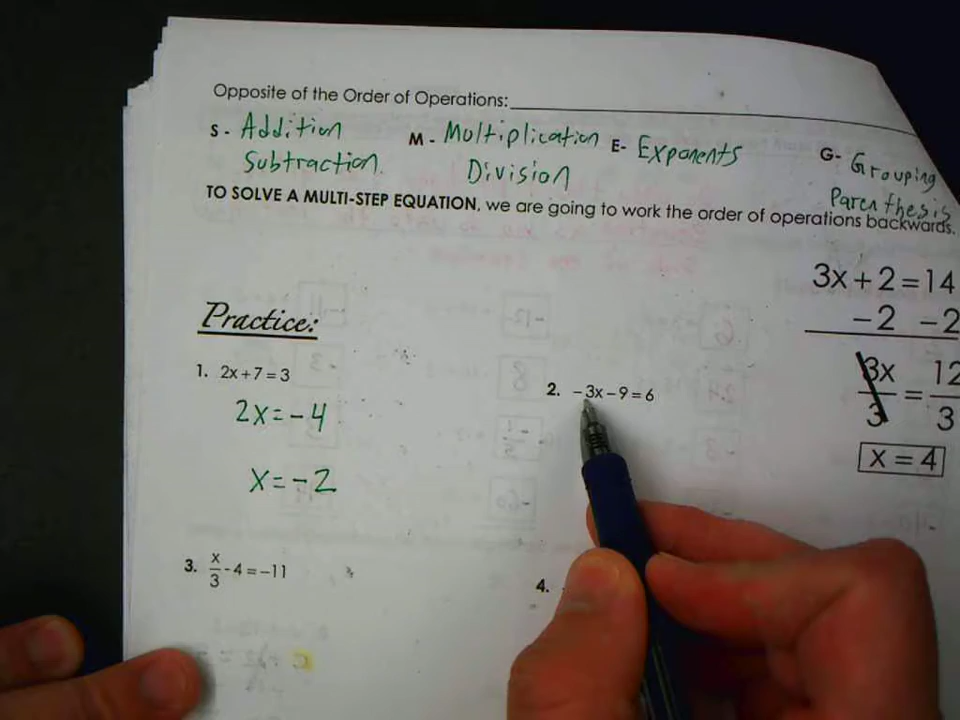 Opposite of the Order of Operations:
S - Addition
Subtraction.
M - Multiplication
Division
E- Exponents
G- Grouping
Parenthesis
TO SOLVE A MULTI-STEP EQUATION, we are going to work the order of operations backwards.
3x + 2 = 14
-2 -2
3x/3 = 12/3
x = 4
Practice:
1. 2x + 7 = 3
2x = -4
x = -2
2. -3x - 9 = 6
3. x/3 - 4 = -11
4.